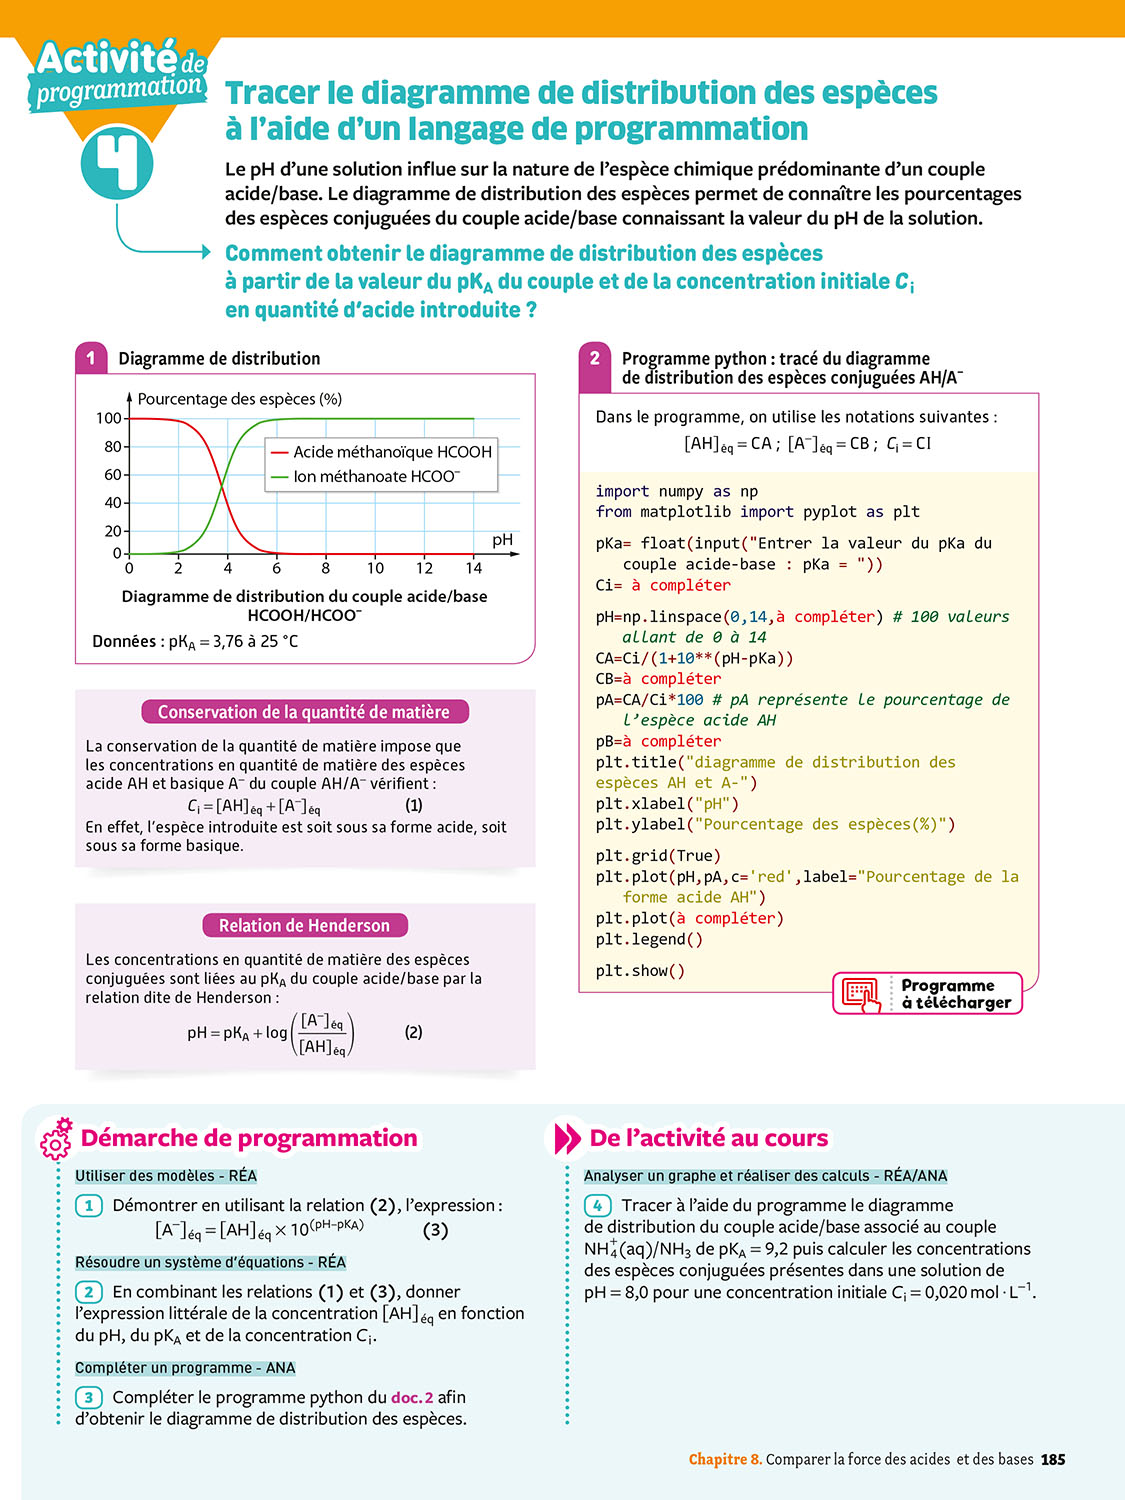 Activité de
programmation
4
Tracer le diagramme de distribution des espèces
à l'aide d'un langage de programmation
Le pH d'une solution influe sur la nature de l'espèce chimique prédominante d'un couple
acide/base. Le diagramme de distribution des espèces permet de connaître les pourcentages
des espèces conjuguées du couple acide/base connaissant la valeur du pH de la solution.
Comment obtenir le diagramme de distribution des espèces
à partir de la valeur du pKA du couple et de la concentration initiale Ci
en quantité d'acide introduite ?
1 Diagramme de distribution
Pourcentage des espèces (%)
100
80
60
40
20
0
Acide méthanoïque HCOOH
Ion méthanoate HCOO–
pH
0 2 4 6 8 10 12 14
Diagramme de distribution du couple acide/base
HCOOH/HCOO–
Données : pKA = 3,76 à 25 °C
Conservation de la quantité de matière
La conservation de la quantité de matière impose que
les concentrations en quantité de matière des espèces
acide AH et basique A– du couple AH/A– vérifient :
Ci = [AH]éq + [A–]éq (1)
En effet, l'espèce introduite est soit sous sa forme acide, soit
sous sa forme basique.
Relation de Henderson
Les concentrations en quantité de matière des espèces
conjuguées sont liées au pKA du couple acide/base par la
relation dite de Henderson :
pH = pKA + log([A–]éq/[AH]éq) (2)
2 Programme python : tracé du diagramme
de distribution des espèces conjuguées AH/A–
Dans le programme, on utilise les notations suivantes :
[AH]éq = CA ; [A–]éq = CB ; Ci = CI
import numpy as np
from matplotlib import pyplot as plt
pKa= float(input("Entrer la valeur du pKa du
couple acide-base : pKa = "))
Ci= à compléter
pH=np.linspace(0,14,à compléter) # 100 valeurs
allant de 0 à 14
CA=Ci/(1+10**(pH-pKa))
CB=à compléter
pA=CA/Ci*100 # pA représente le pourcentage de
l'espèce acide AH
pB=à compléter
plt.title("diagramme de distribution des
espèces AH et A-")
plt.xlabel("pH")
plt.ylabel("Pourcentage des espèces(%)")
plt.grid(True)
plt.plot(pH,pA,c='red',label="Pourcentage de la
forme acide AH")
plt.plot(à compléter)
plt.legend()
plt.show()
Programme
à télécharger
Démarche de programmation
Utiliser des modèles - RÉA
1 Démontrer en utilisant la relation (2), l'expression :
[A–]éq = [AH]éq × 10(pH–pKA) (3)
Résoudre un système d'équations - RÉA
2 En combinant les relations (1) et (3), donner
l'expression littérale de la concentration [AH]éq en fonction
du pH, du pKA et de la concentration Ci.
Compléter un programme - ANA
3 Compléter le programme python du doc. 2 afin
d'obtenir le diagramme de distribution des espèces.
De l'activité au cours
Analyser un graphe et réaliser des calculs - RÉA/ANA
4 Tracer à l'aide du programme le diagramme
de distribution du couple acide/base associé au couple
NH4+(aq)/NH3 de pKA = 9,2 puis calculer les concentrations
des espèces conjuguées présentes dans une solution de
pH = 8,0 pour une concentration initiale Ci = 0,020 mol · L–1.
Chapitre 8. Comparer la force des acides et des bases 185